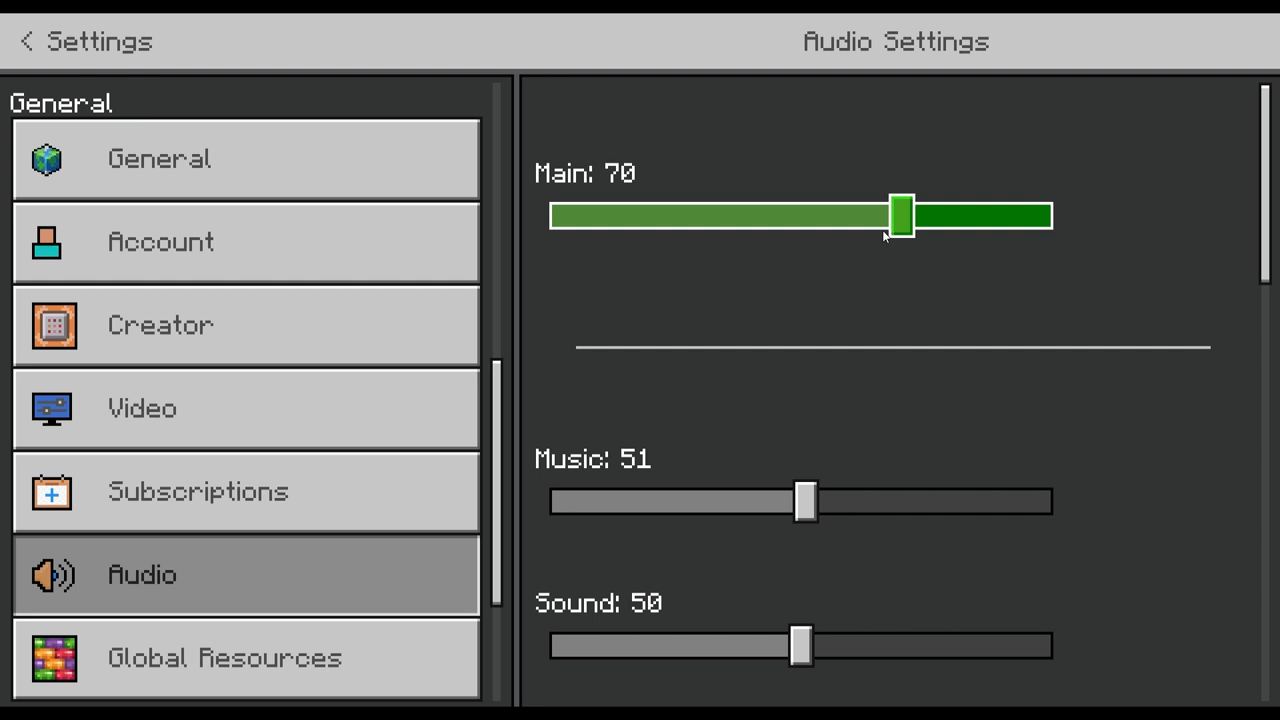 < Settings
Audio Settings
General
General
Account
Creator
Video
Subscriptions
Audio
Global Resources
Main: 70
Music: 51
Sound: 50